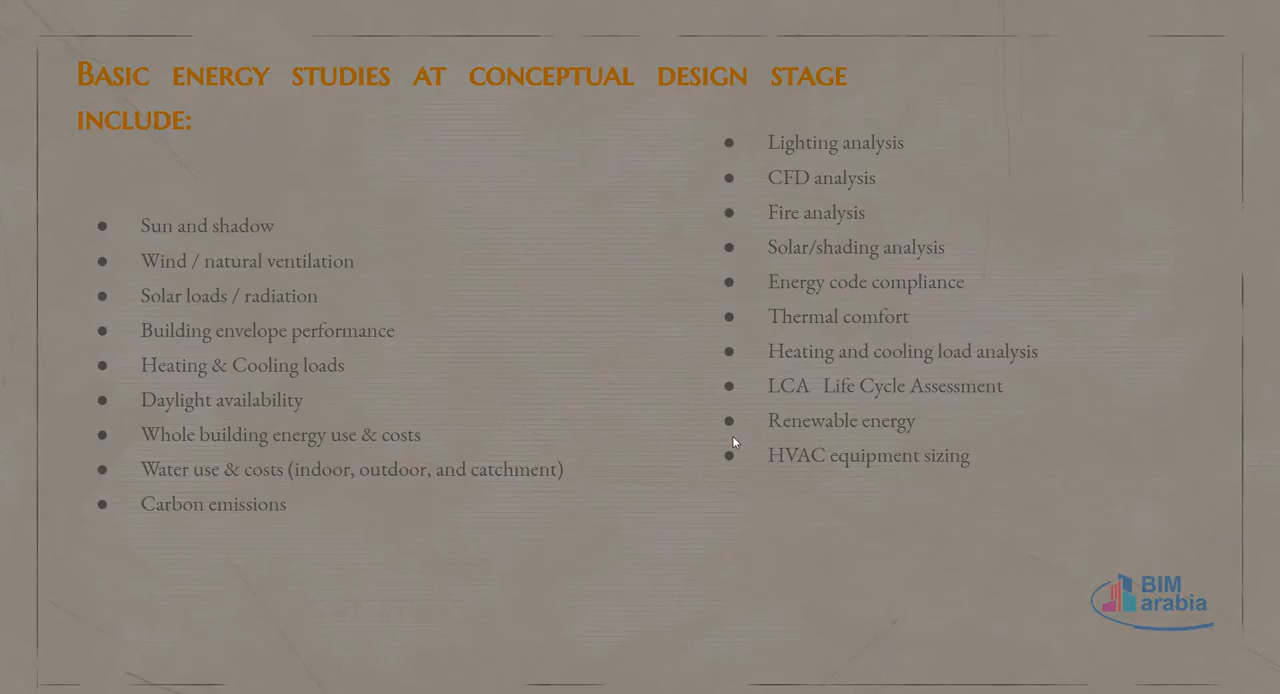 Basic energy studies at conceptual design stage
include:
● Sun and shadow
● Wind / natural ventilation
● Solar loads / radiation
● Building envelope performance
● Heating & Cooling loads
● Daylight availability
● Whole building energy use & costs
● Water use & costs (indoor, outdoor, and catchment)
● Carbon emissions
● Lighting analysis
● CFD analysis
● Fire analysis
● Solar/shading analysis
● Energy code compliance
● Thermal comfort
● Heating and cooling load analysis
● LCA Life Cycle Assessment
● Renewable energy
● HVAC equipment sizing
BIM
arabia